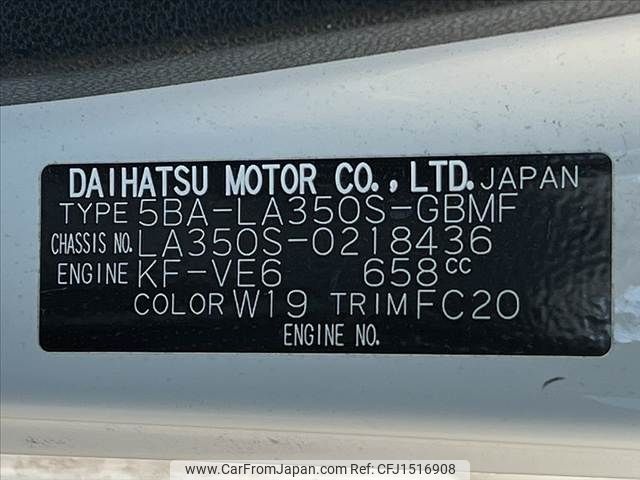 DAIHATSU MOTOR CO., LTD. JAPAN
TYPE 5BA-LA350S-GBMF
CHASSIS NO. LA350S-0218436
ENGINE KF-VE6 658cc
COLOR W19 TRIM FC20
ENGINE NO.
www.CarFromJapan.com - CFJ1516908